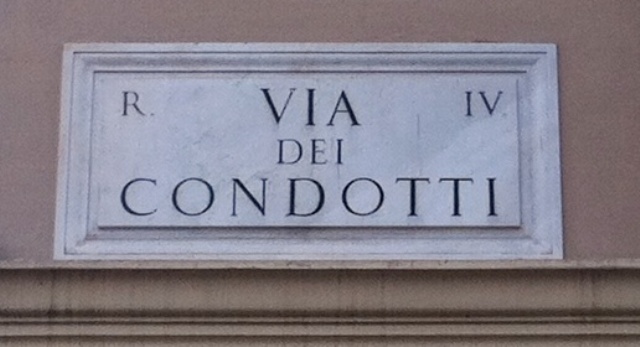 R. VIA IV.
DEI
CONDOTTI